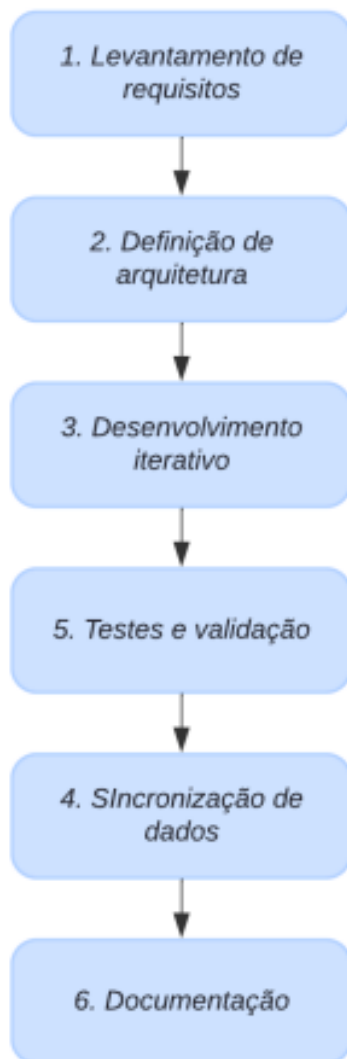 1. Levantamento de
requisitos
2. Definição de
arquitetura
3. Desenvolvimento
iterativo
5. Testes e validação
4. SIncronização de
dados
6. Documentação